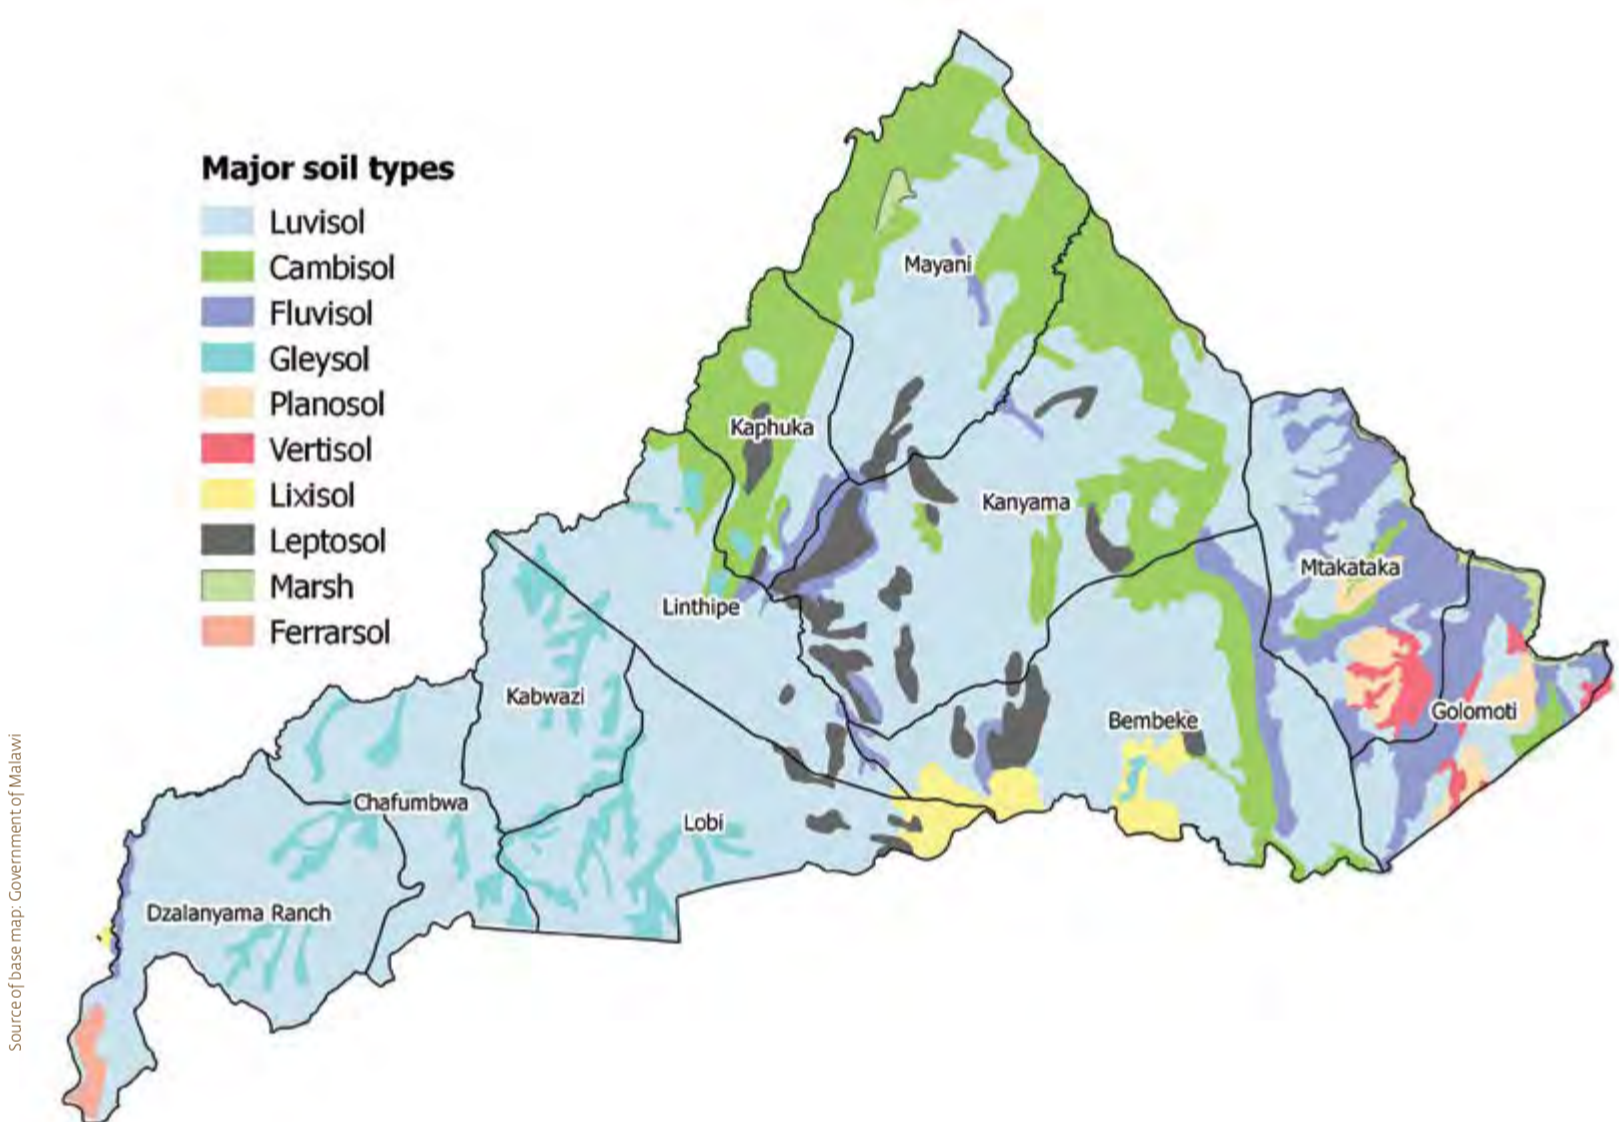 Major soil types
Luvisol
Cambisol
Fluvisol
Gleysol
Planosol
Vertisol
Lixisol
Leptosol
Marsh
Ferrarsol
Mayani
Kaphuka
Kanyama
Mtakataka
Linthipe
Kabwazi
Golomoti
Bembeke
Chafumbwa
Lobi
Dzalanyama Ranch
Source of base map: Government of Malawi